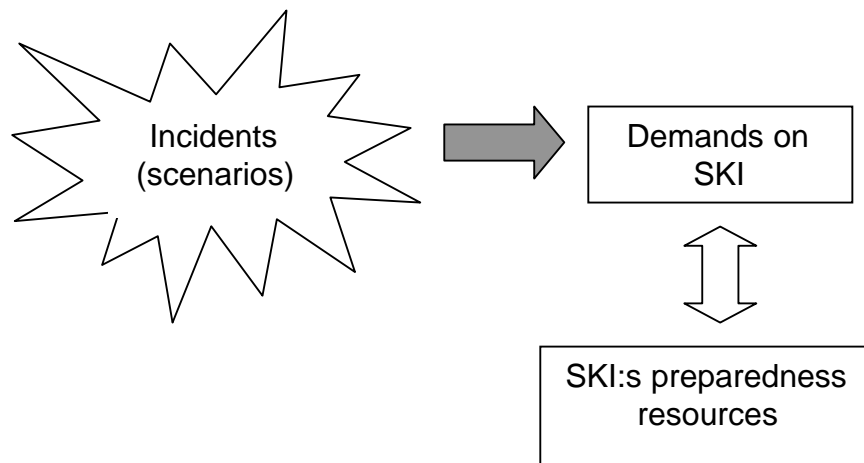 Incidents
(scenarios)
Demands on
SKI
SKI:s preparedness
resources